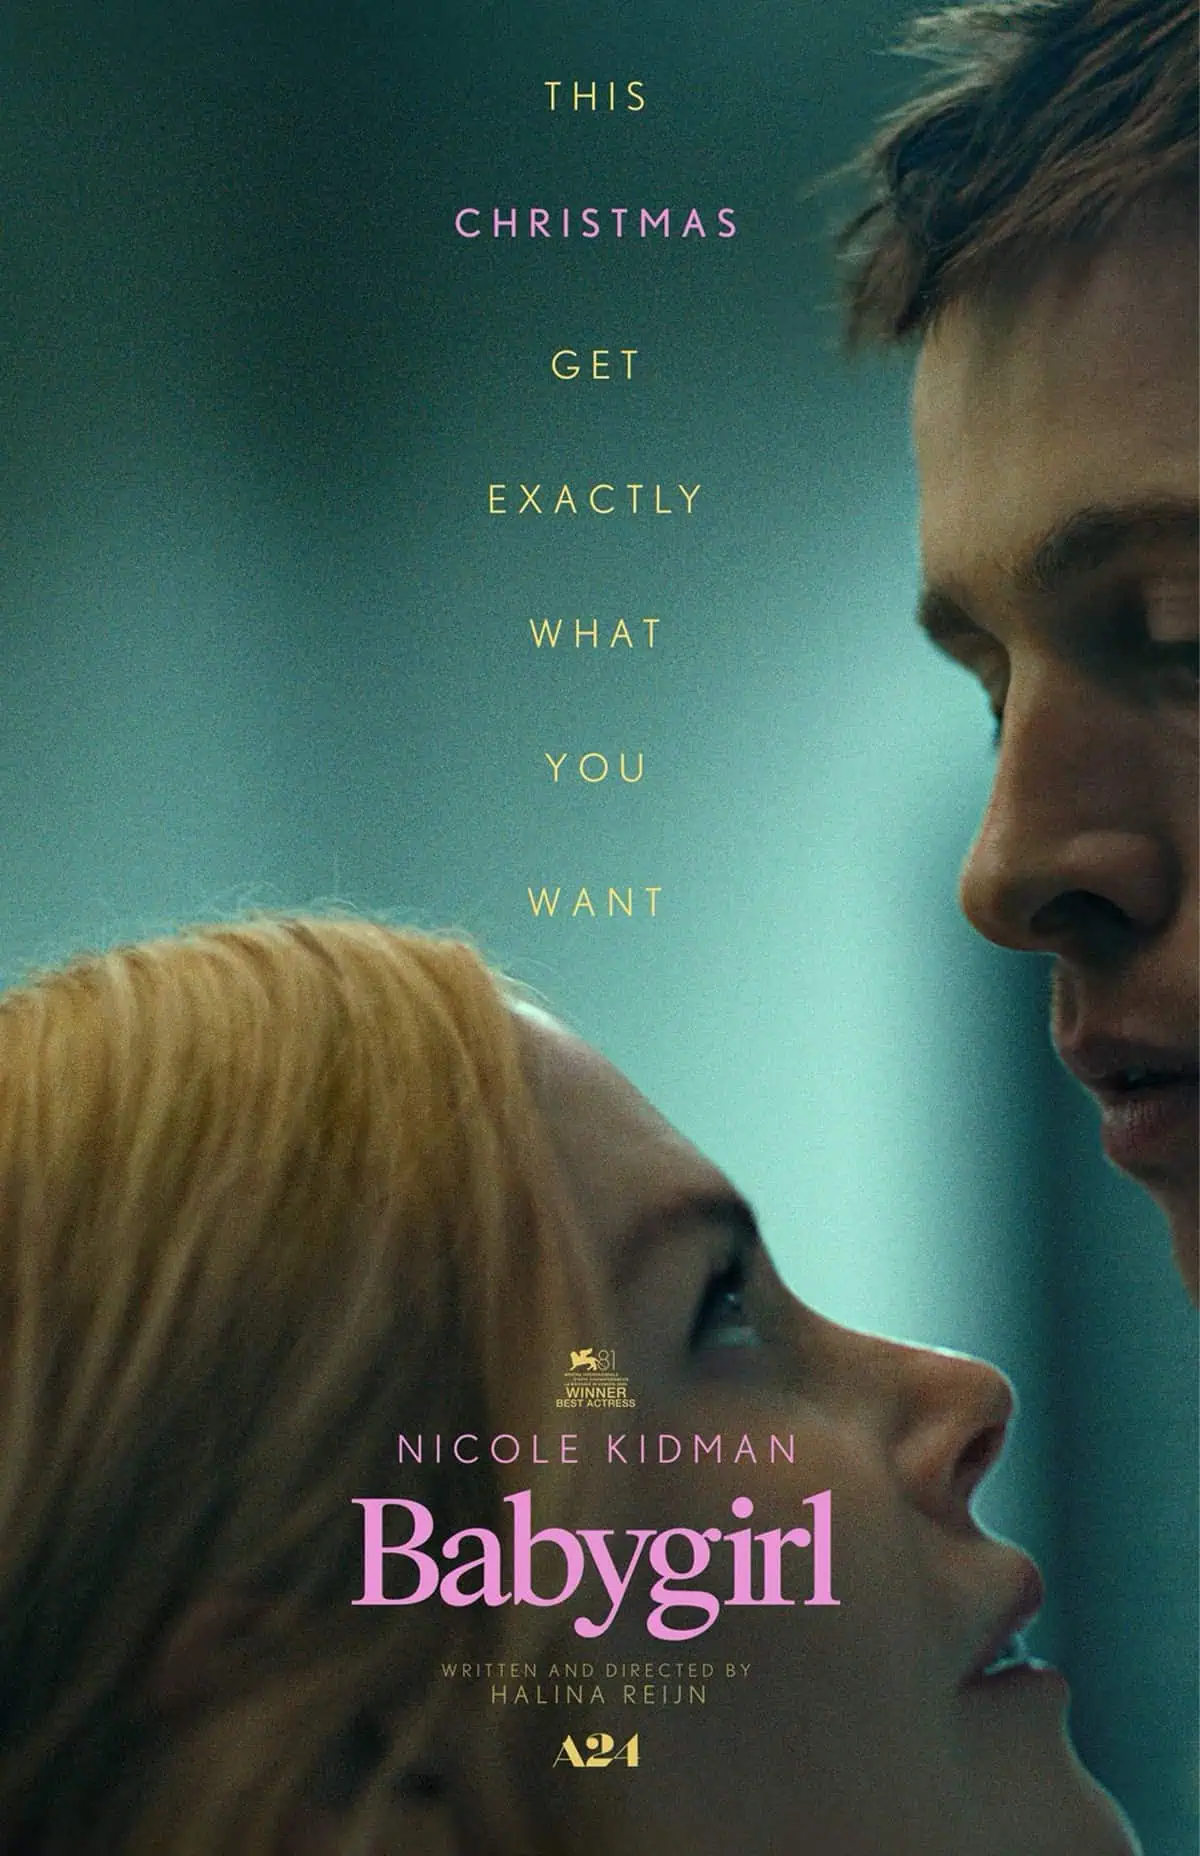 THIS
CHRISTMAS
GET
EXACTLY
WHAT
YOU
WANT
81
WINNER
BEST ACTRESS
NICOLE KIDMAN
Babygirl
WRITTEN AND DIRECTED BY
HALINA REIJN
A24